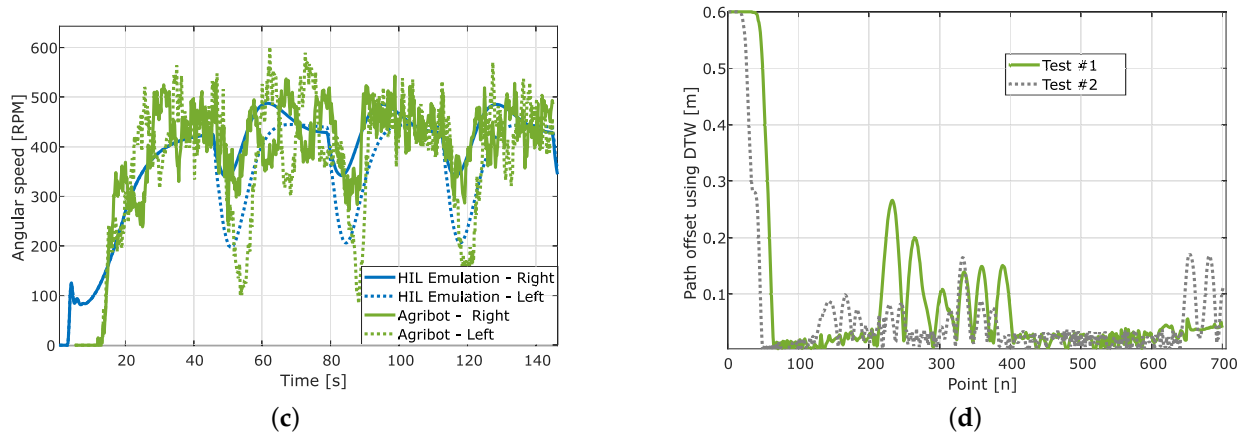 600
500
400
300
200
100
0
Angular speed [RPM]
20 40 60 80 100 120 140
Time [s]
HIL Emulation - Right
HIL Emulation - Left
Agribot - Right
Agribot - Left
(c)
0.6
0.5
0.4
0.3
0.2
0.1
Path offset using DTW [m]
0 100 200 300 400 500 600 700
Point [n]
Test #1
Test #2
(d)